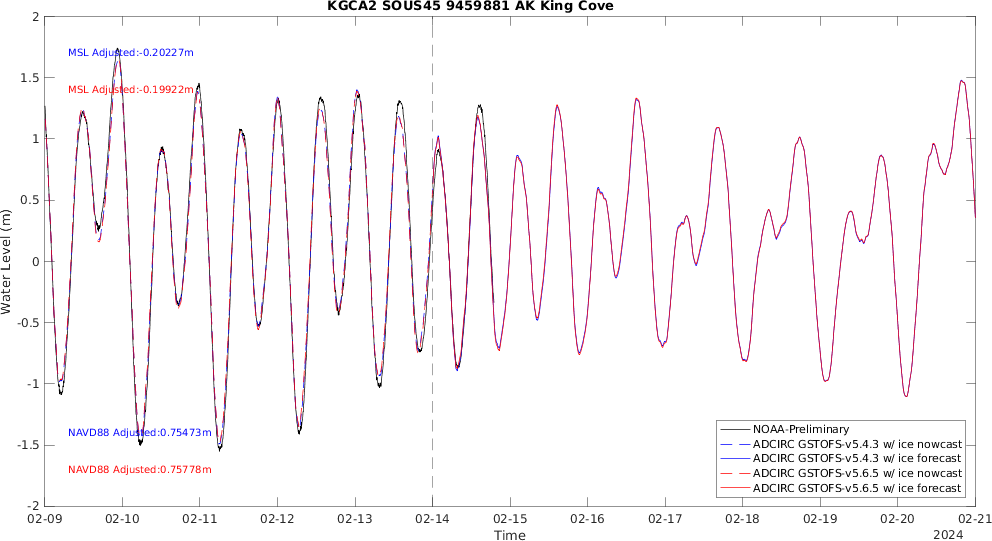 KGCA2 SOUS45 9459881 AK King Cove
2
1.5
1
0.5
0
-0.5
-1
-1.5
-2
Water Level (m)
MSL Adjusted:-0.20227m
MSL Adjusted:-0.19922m
NAVD88 Adjusted:0.75473m
NAVD88 Adjusted:0.75778m
NOAA-Preliminary
ADCIRC GSTOFS-v5.4.3 w/ ice nowcast
ADCIRC GSTOFS-v5.4.3 w/ ice forecast
ADCIRC GSTOFS-v5.6.5 w/ ice nowcast
ADCIRC GSTOFS-v5.6.5 w/ ice forecast
02-09 02-10 02-11 02-12 02-13 02-14 02-15 02-16 02-17 02-18 02-19 02-20 02-21
Time
2024